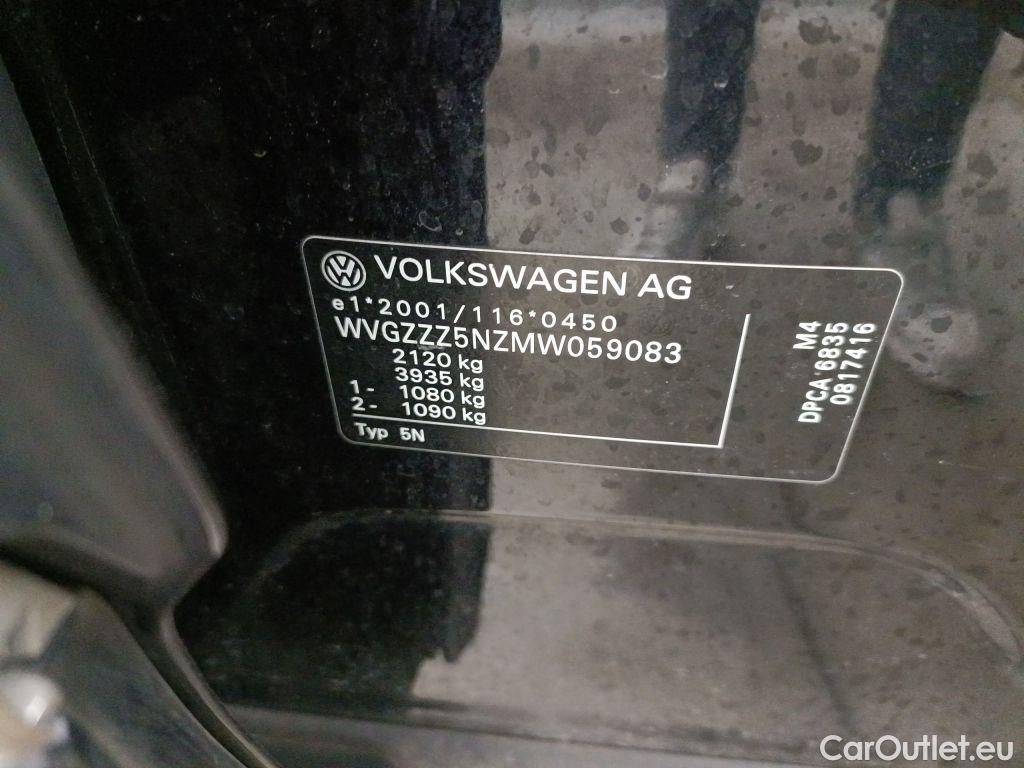 VOLKSWAGEN AG
e1*2001/116*0450
WVGZZZ5NZMW059083
2120 kg
3935 kg
1- 1080 kg
2- 1090 kg
Typ 5N
M4
DPCA 6835
0817416
CarOutlet.eu